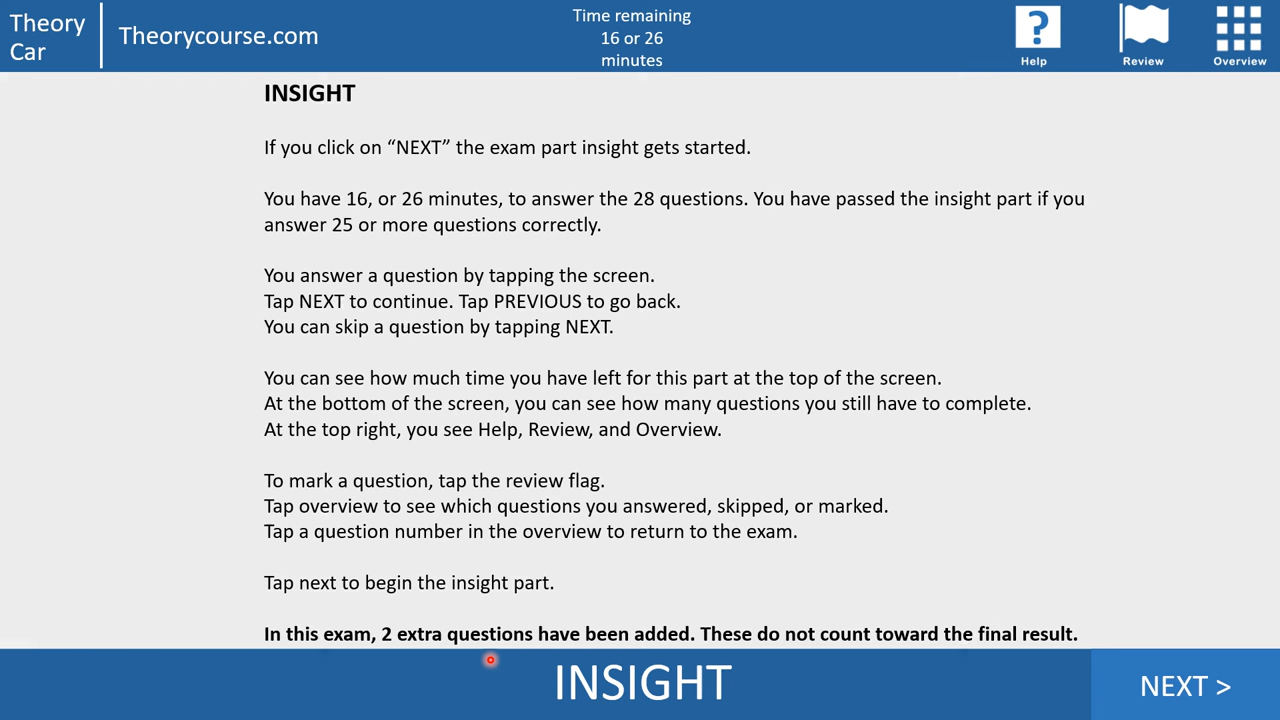 Theory
Car
Theorycourse.com
Time remaining
16 or 26
minutes
?
Help
Review
Overview
INSIGHT
If you click on “NEXT” the exam part insight gets started.
You have 16, or 26 minutes, to answer the 28 questions. You have passed the insight part if you
answer 25 or more questions correctly.
You answer a question by tapping the screen.
Tap NEXT to continue. Tap PREVIOUS to go back.
You can skip a question by tapping NEXT.
You can see how much time you have left for this part at the top of the screen.
At the bottom of the screen, you can see how many questions you still have to complete.
At the top right, you see Help, Review, and Overview.
To mark a question, tap the review flag.
Tap overview to see which questions you answered, skipped, or marked.
Tap a question number in the overview to return to the exam.
Tap next to begin the insight part.
In this exam, 2 extra questions have been added. These do not count toward the final result.
INSIGHT
NEXT >